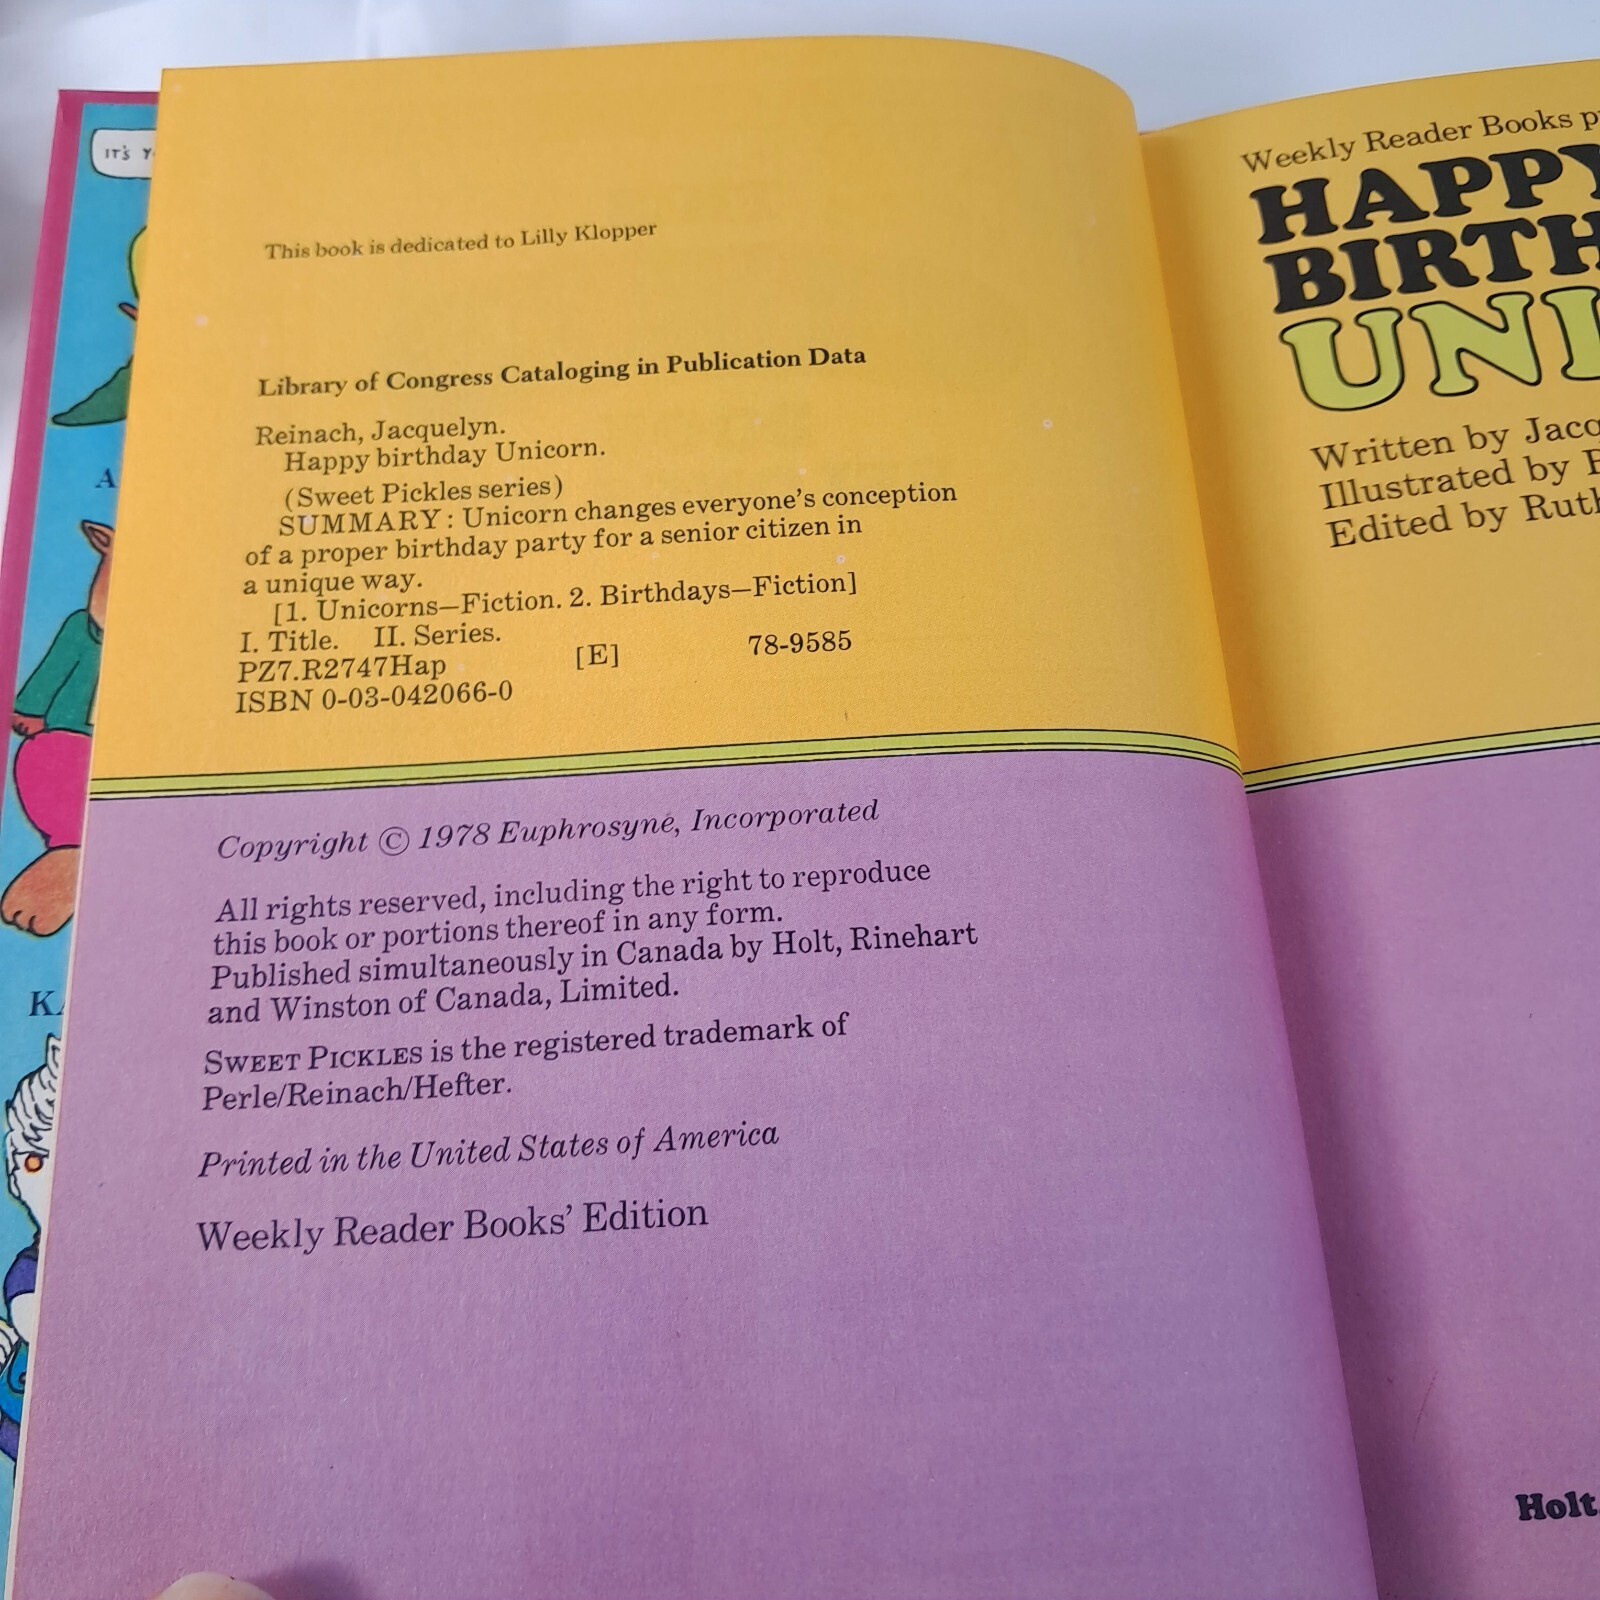 IT'S
This book is dedicated to Lilly Klopper
Library of Congress Cataloging in Publication Data
Reinach, Jacquelyn.
Happy birthday Unicorn.
(Sweet Pickles series)
SUMMARY: Unicorn changes everyone's conception
of a proper birthday party for a senior citizen in
a unique way.
[1. Unicorns—Fiction. 2. Birthdays—Fiction]
I. Title. II. Series.
PZ7.R2747Hap [E] 78-9585
ISBN 0-03-042066-0
Copyright © 1978 Euphrosyne, Incorporated
All rights reserved, including the right to reproduce
this book or portions thereof in any form.
Published simultaneously in Canada by Holt, Rinehart
and Winston of Canada, Limited.
SWEET PICKLES is the registered trademark of
Perle/Reinach/Hefter.
Printed in the United States of America
Weekly Reader Books' Edition
Weekly Reader Books p
HAPPY
BIRTH
UNI
Written by Jacq
Illustrated by
Edited by Ruth
Holt